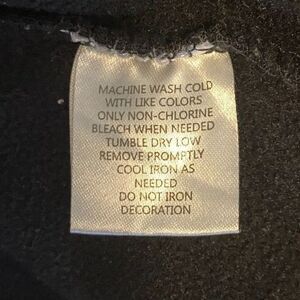 MACHINE WASH COLD
WITH LIKE COLORS
ONLY NON-CHLORINE
BLEACH WHEN NEEDED
TUMBLE DRY LOW
REMOVE PROMPTLY
COOL IRON AS
NEEDED
DO NOT IRON
DECORATION